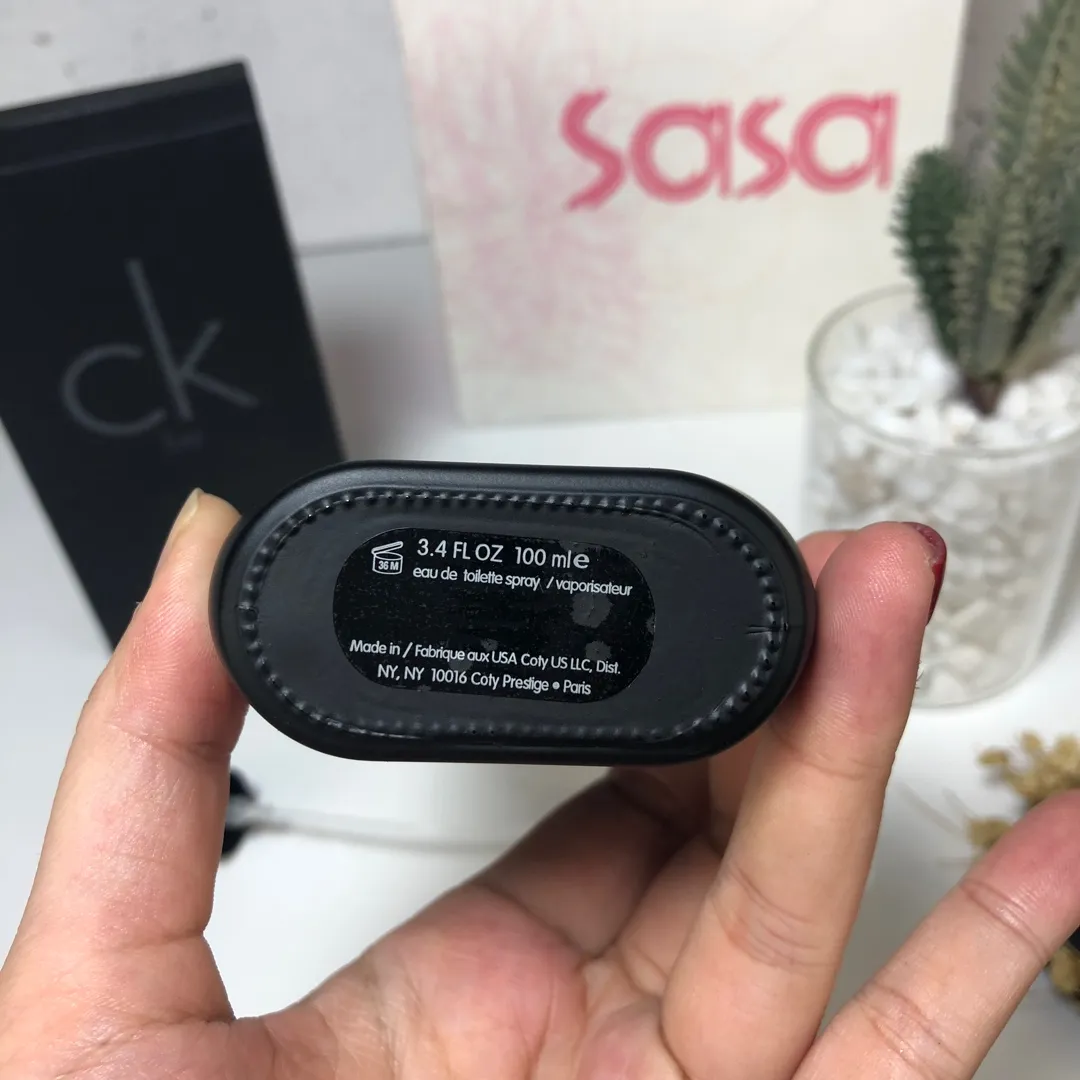 sasa
ck
36 M
3.4 FL OZ 100 ml e
eau de toilette spray / vaporisateur
Made in / Fabrique aux USA Coty US LLC, Dist.
NY, NY 10016 Coty Prestige • Paris